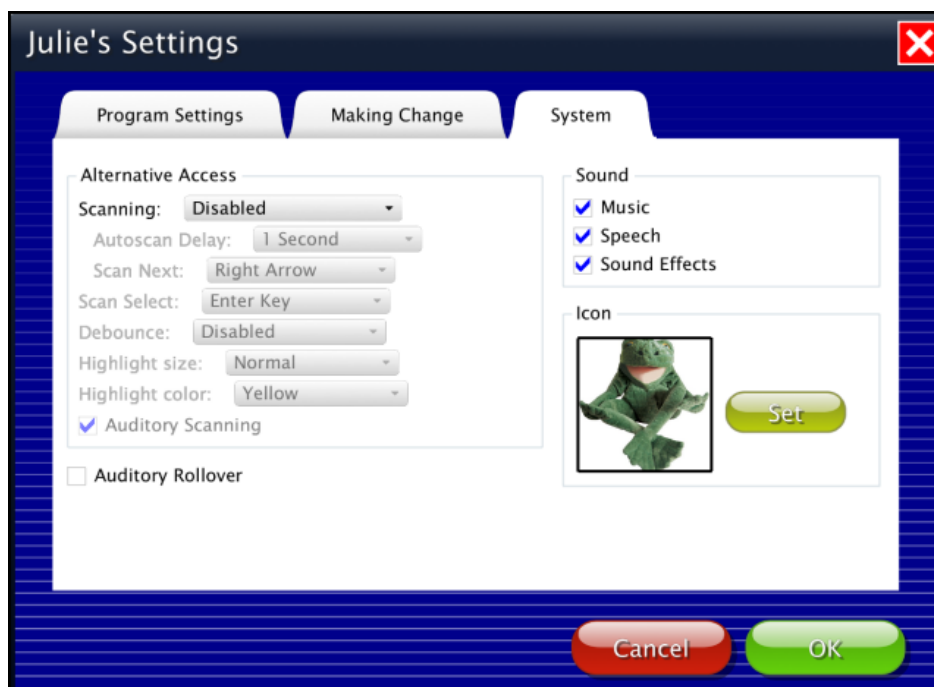 Julie's Settings
Program Settings
Making Change
System
Alternative Access
Scanning: Disabled
Autoscan Delay: 1 Second
Scan Next: Right Arrow
Scan Select: Enter Key
Debounce: Disabled
Highlight size: Normal
Highlight color: Yellow
Auditory Scanning
Auditory Rollover
Sound
Music
Speech
Sound Effects
Icon
Set
Cancel
OK